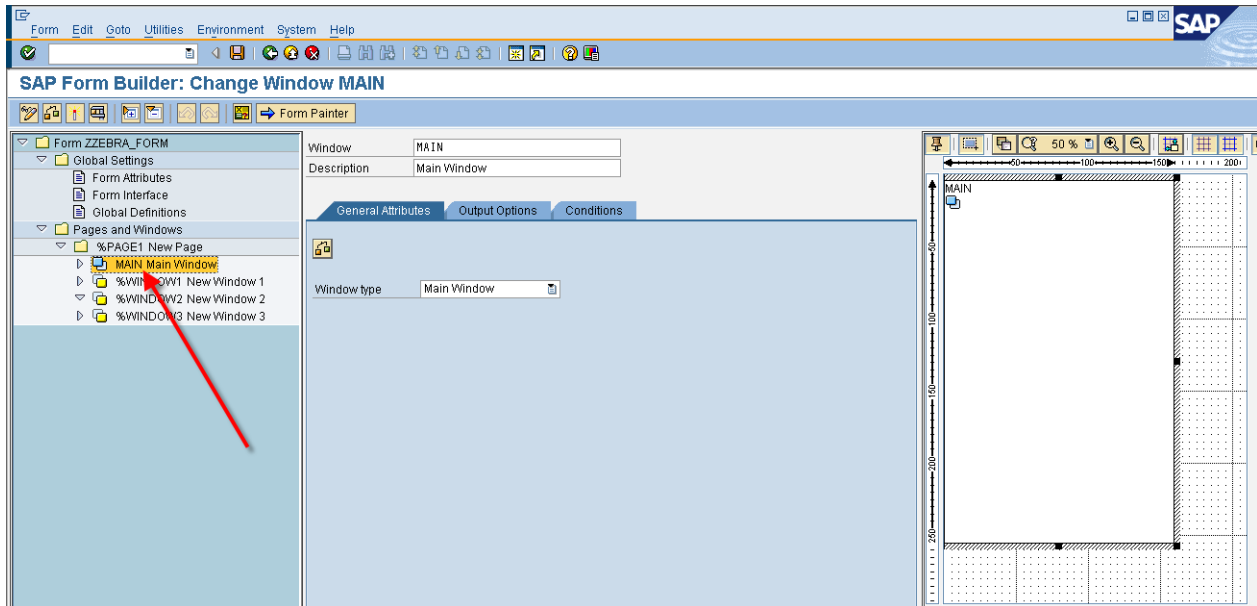 Form Edit Goto Utilities Environment System Help
SAP
SAP Form Builder: Change Window MAIN
Form Painter
Form ZZEBRA_FORM
Global Settings
Form Attributes
Form Interface
Global Definitions
Pages and Windows
%PAGE1 New Page
MAIN Main Window
%WINDOW1 New Window 1
%WINDOW2 New Window 2
%WINDOW3 New Window 3
Window MAIN
Description Main Window
General Attributes Output Options Conditions
Window type Main Window
50 %
50 100 150 200
MAIN
50
100
150
200
250